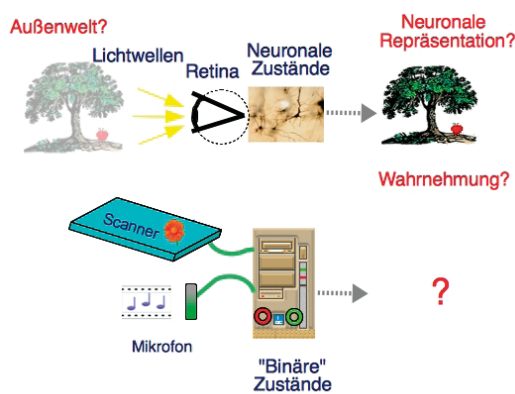 Außenwelt?
Lichtwellen
Retina
Neuronale
Zustände
Neuronale
Repräsentation?
Wahrnehmung?
Scanner
Mikrofon
"Binäre"
Zustände
?